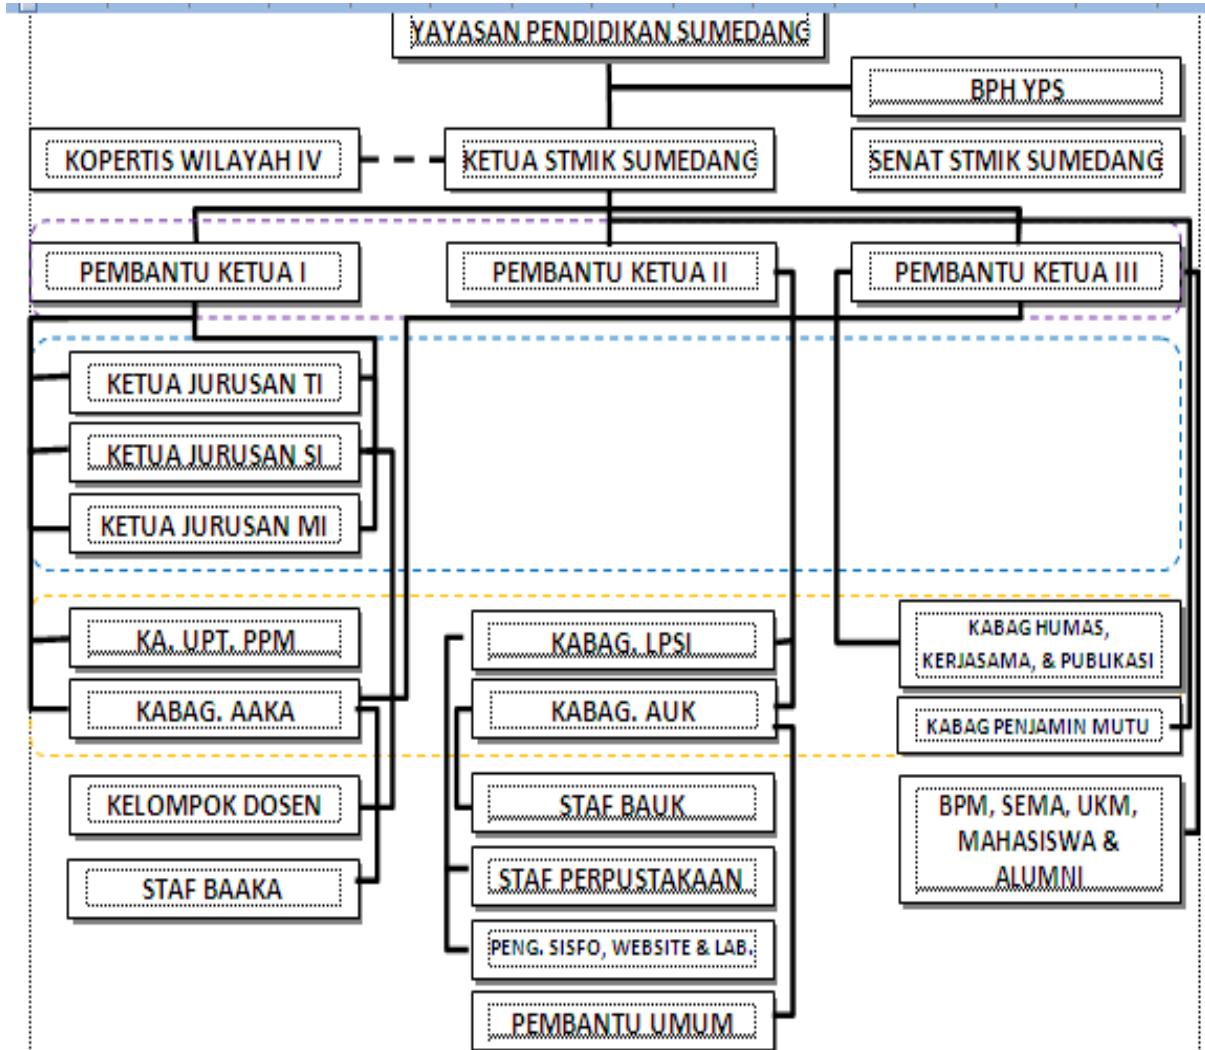 YAYASAN PENDIDIKAN SUMEDANG
BPH YPS
KOPERTIS WILAYAH IV
KETUA STMIK SUMEDANG
SENAT STMIK SUMEDANG
PEMBANTU KETUA I
PEMBANTU KETUA II
PEMBANTU KETUA III
KETUA JURUSAN TI
KETUA JURUSAN SI
KETUA JURUSAN MI
KA. UPT. PPM
KABAG. LPSI
KABAG HUMAS,
KERJASAMA, & PUBLIKASI
KABAG. AAKA
KABAG. AUK
KABAG PENJAMIN MUTU
KELOMPOK DOSEN
STAF BAUK
BPM, SEMA, UKM,
MAHASISWA &
ALUMNI
STAF BAAKA
STAF PERPUSTAKAAN
PENG. SISFO, WEBSITE & LAB.
PEMBANTU UMUM